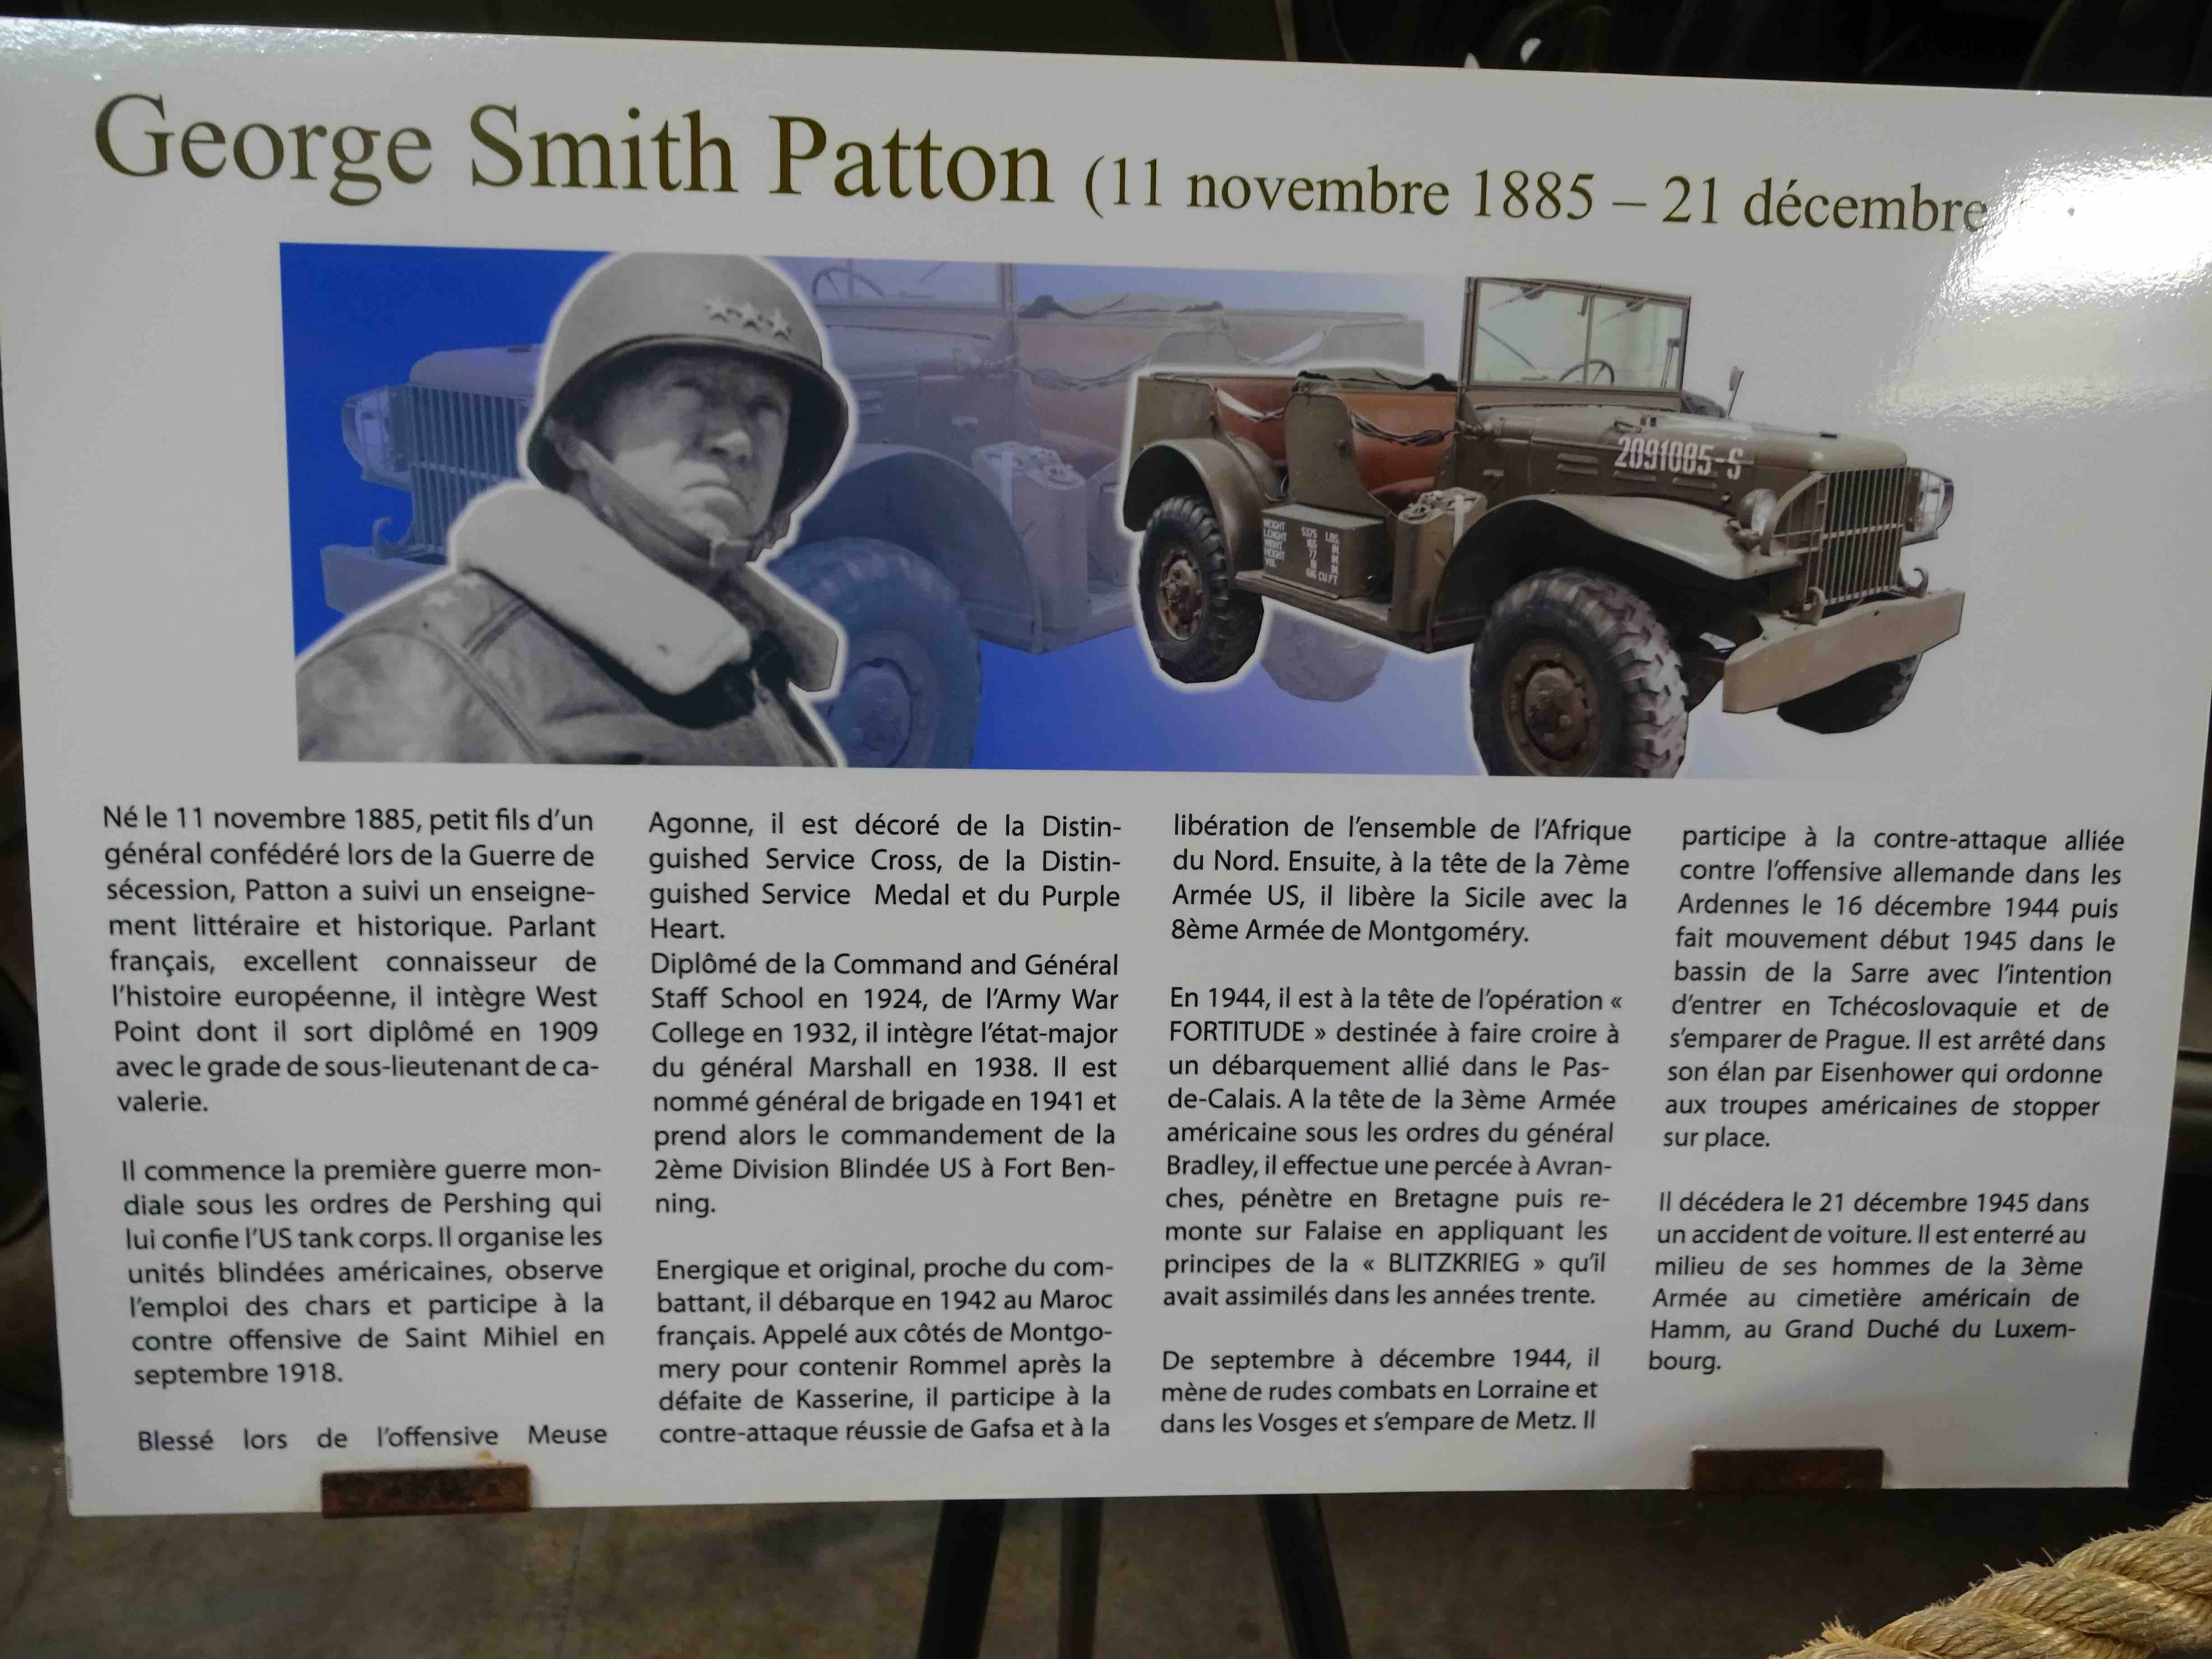 George Smith Patton (11 novembre 1885 – 21 décembre
2091085-S
WEIGHT 5375 LBS
Né le 11 novembre 1885, petit fils d'un
général confédéré lors de la Guerre de
sécession, Patton a suivi un enseigne-
ment littéraire et historique. Parlant
français, excellent connaisseur de
l'histoire européenne, il intègre West
Point dont il sort diplômé en 1909
avec le grade de sous-lieutenant de ca-
valerie.
Il commence la première guerre mon-
diale sous les ordres de Pershing qui
lui confie l'US tank corps. Il organise les
unités blindées américaines, observe
l'emploi des chars et participe à la
contre offensive de Saint Mihiel en
septembre 1918.
Blessé lors de l'offensive Meuse
Agonne, il est décoré de la Distin-
guished Service Cross, de la Distin-
guished Service Medal et du Purple
Heart.
Diplômé de la Command and Général
Staff School en 1924, de l'Army War
College en 1932, il intègre l'état-major
du général Marshall en 1938. Il est
nommé général de brigade en 1941 et
prend alors le commandement de la
2ème Division Blindée US à Fort Ben-
ning.
Energique et original, proche du com-
battant, il débarque en 1942 au Maroc
français. Appelé aux côtés de Montgo-
mery pour contenir Rommel après la
défaite de Kasserine, il participe à la
contre-attaque réussie de Gafsa et à la
libération de l'ensemble de l'Afrique
du Nord. Ensuite, à la tête de la 7ème
Armée US, il libère la Sicile avec la
8ème Armée de Montgoméry.
En 1944, il est à la tête de l'opération «
FORTITUDE » destinée à faire croire à
un débarquement allié dans le Pas-
de-Calais. A la tête de la 3ème Armée
américaine sous les ordres du général
Bradley, il effectue une percée à Avran-
ches, pénètre en Bretagne puis re-
monte sur Falaise en appliquant les
principes de la « BLITZKRIEG » qu'il
avait assimilés dans les années trente.
De septembre à décembre 1944, il
mène de rudes combats en Lorraine et
dans les Vosges et s'empare de Metz. Il
participe à la contre-attaque alliée
contre l'offensive allemande dans les
Ardennes le 16 décembre 1944 puis
fait mouvement début 1945 dans le
bassin de la Sarre avec l'intention
d'entrer en Tchécoslovaquie et de
s'emparer de Prague. Il est arrêté dans
son élan par Eisenhower qui ordonne
aux troupes américaines de stopper
sur place.
Il décédera le 21 décembre 1945 dans
un accident de voiture. Il est enterré au
milieu de ses hommes de la 3ème
Armée au cimetière américain de
Hamm, au Grand Duché du Luxem-
bourg.